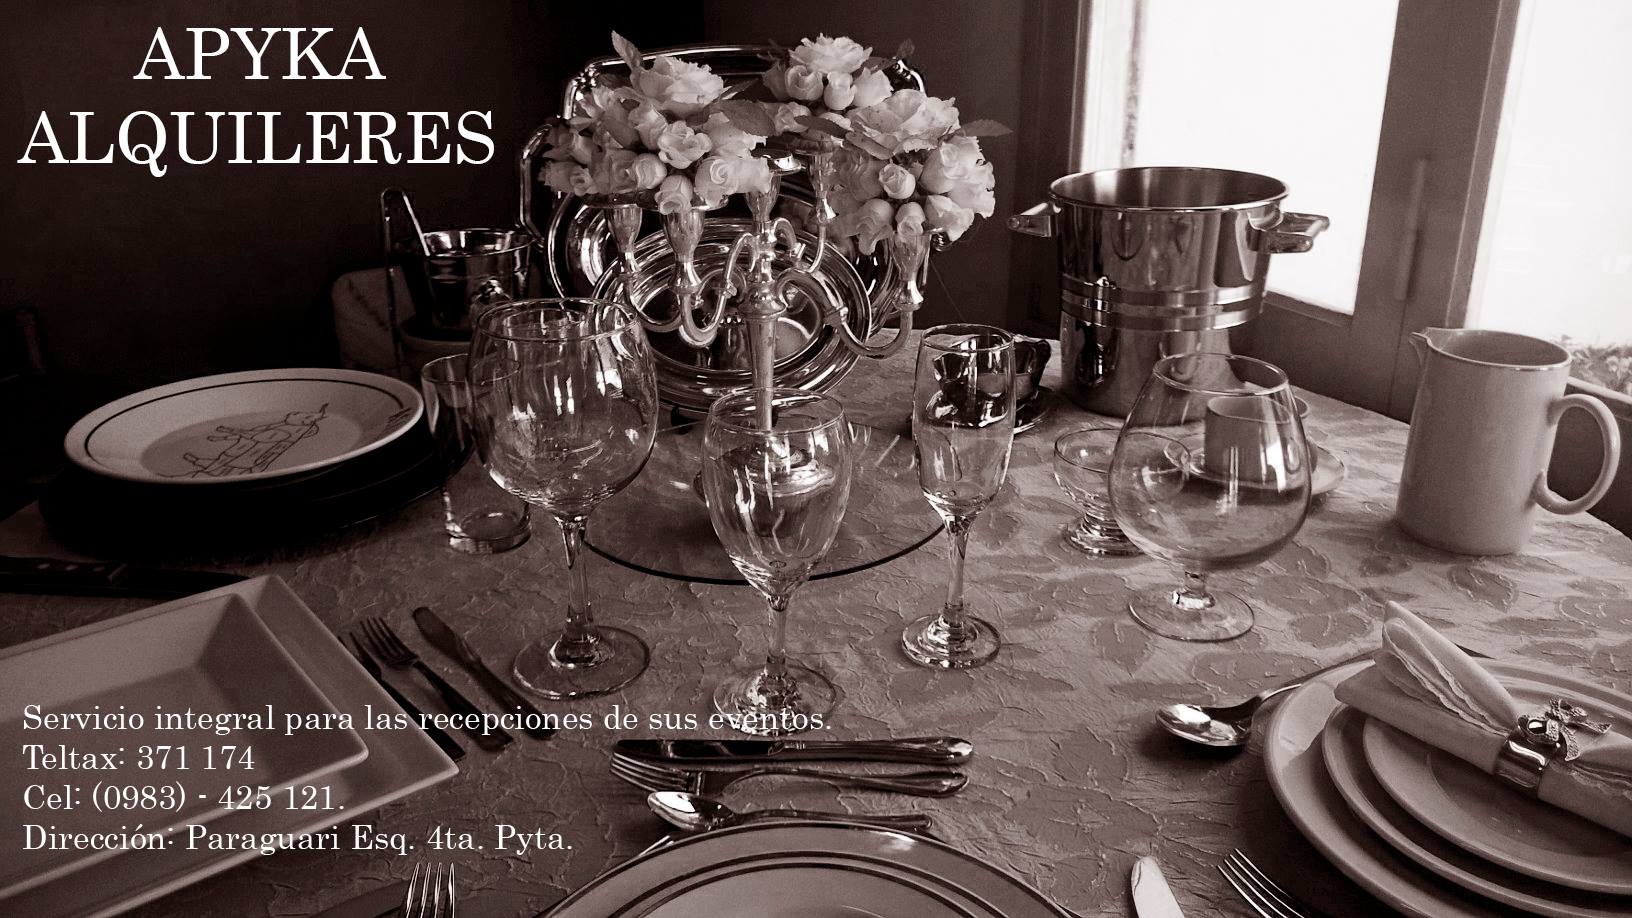 APYKA
ALQUILERES
Servicio integral para las recepciones de sus eventos.
Teltax: 371 174
Cel: (0983) - 425 121.
Dirección: Paraguari Esq. 4ta. Pyta.